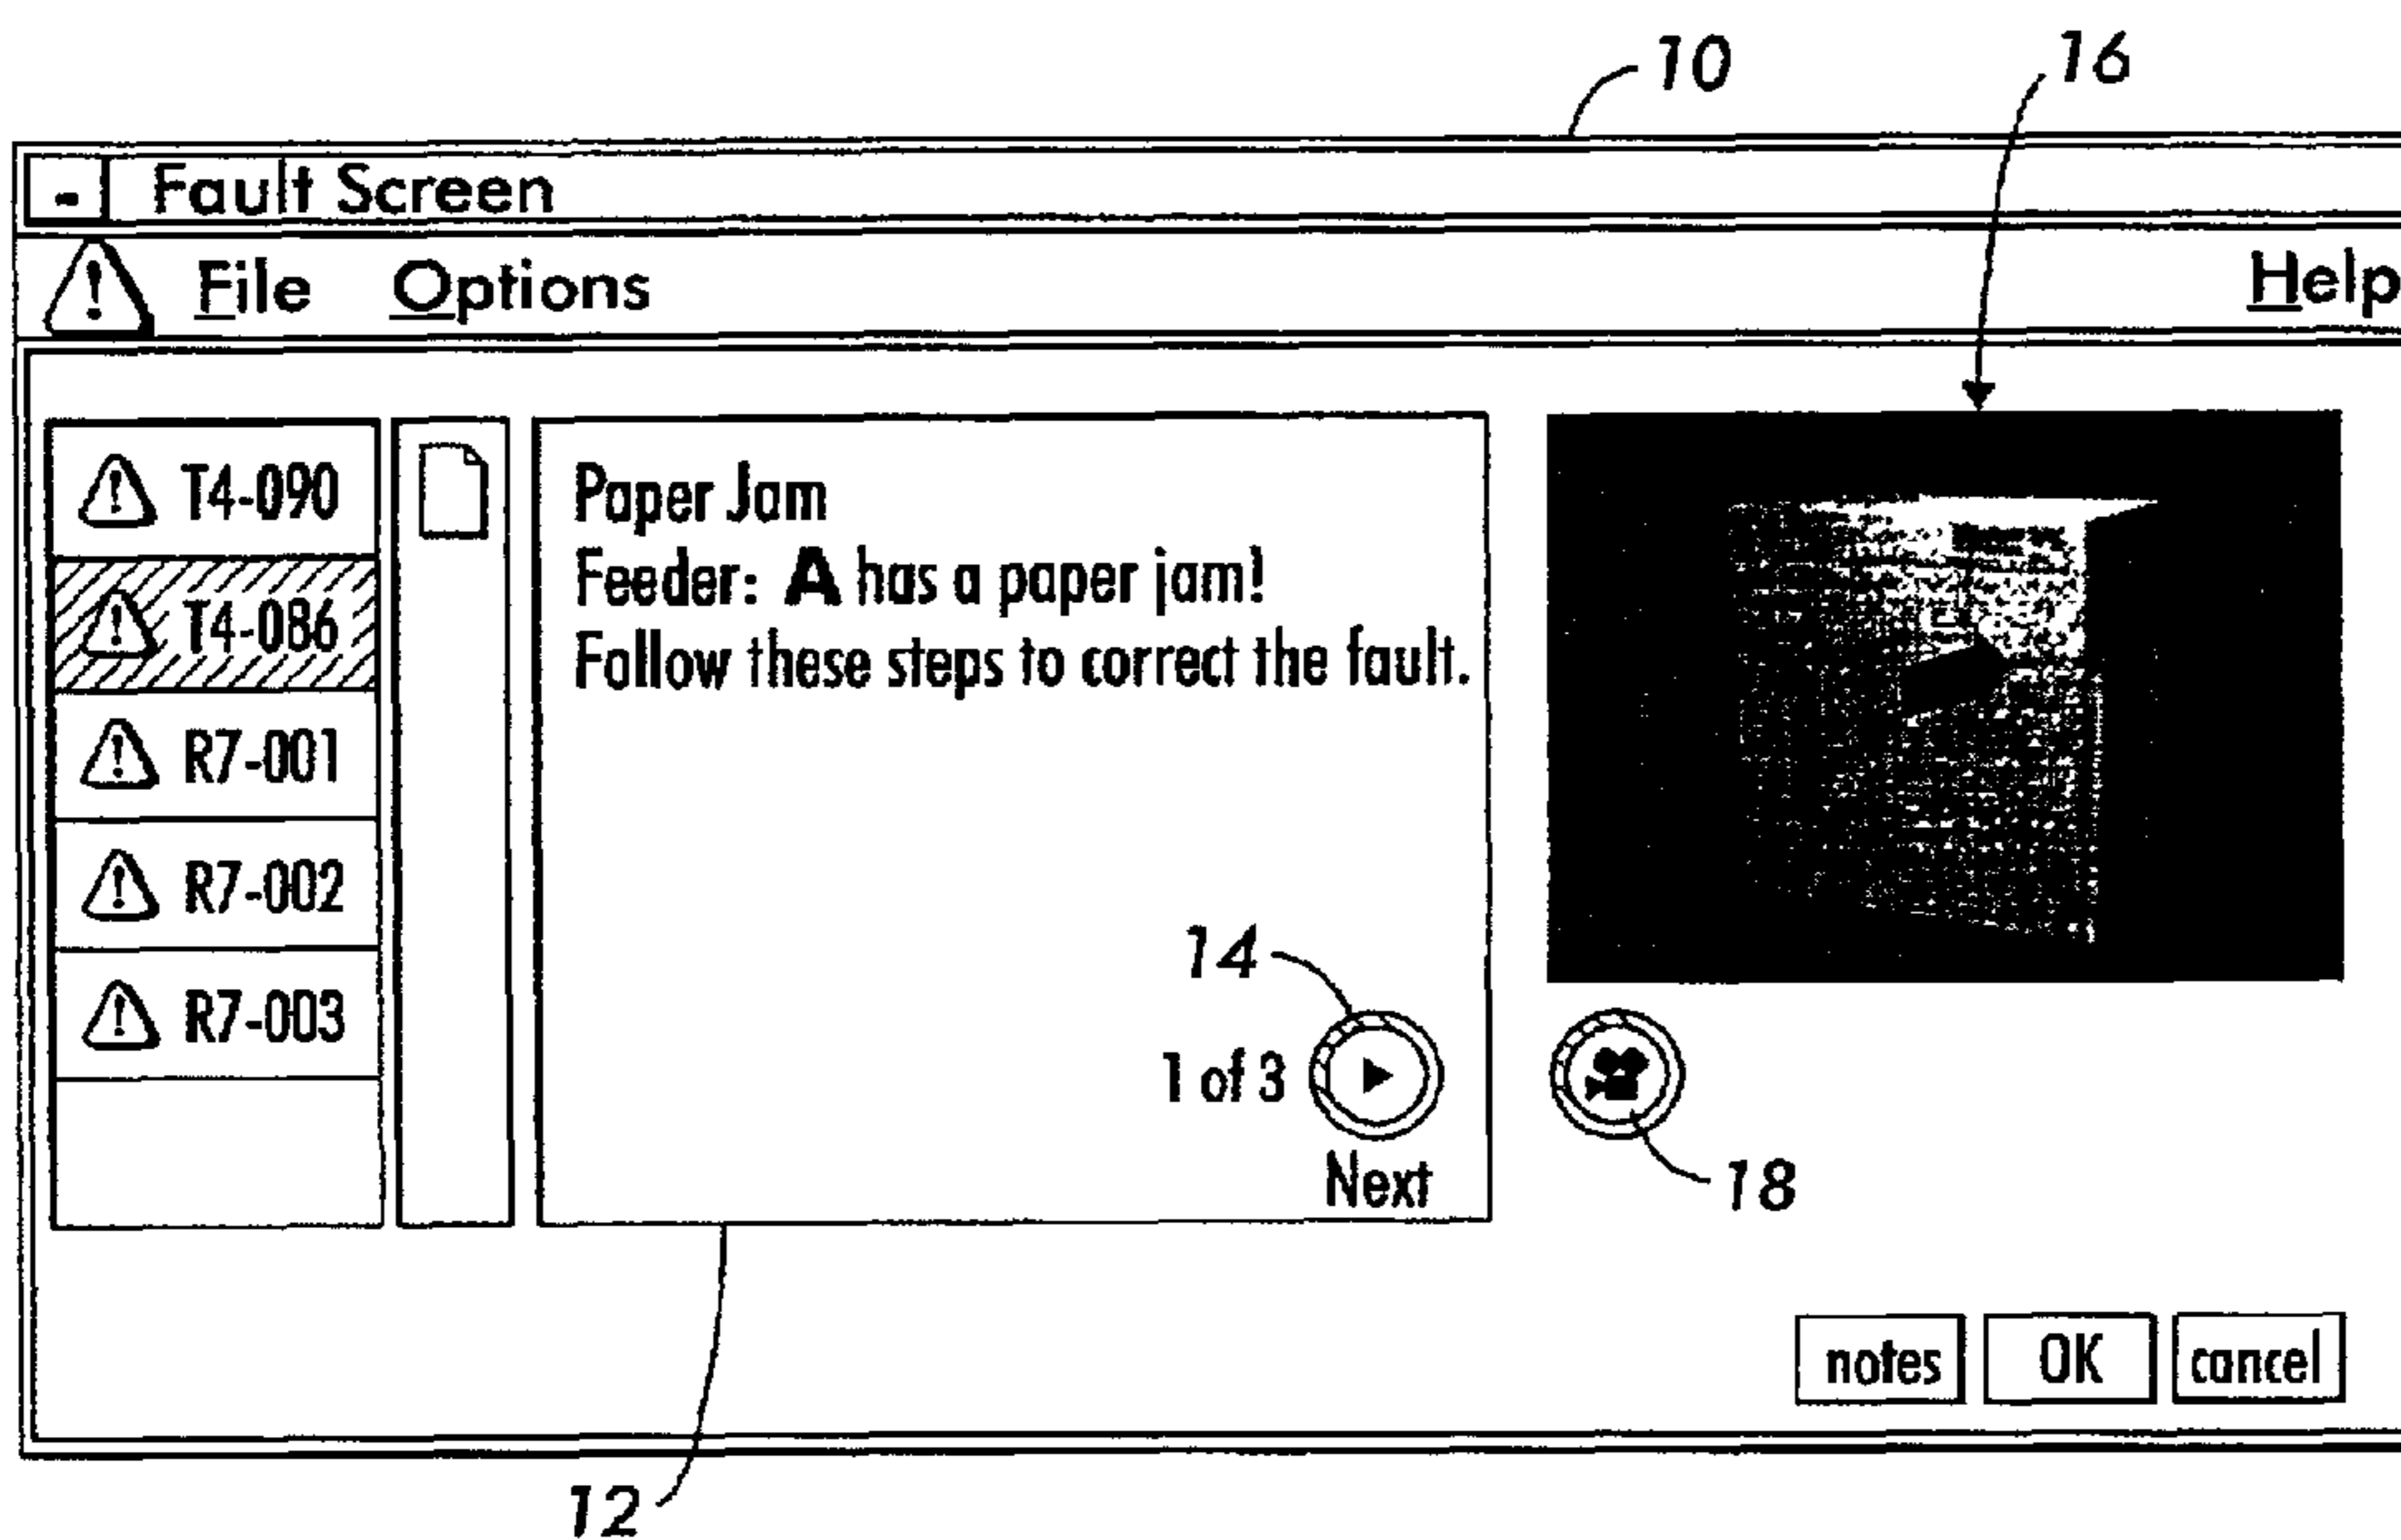 10
16
- Fault Screen
! File Options Help
! T4-090
! T4-086
! R7-001
! R7-002
! R7-003
Paper Jam
Feeder: A has a paper jam!
Follow these steps to correct the fault.
14
1 of 3
Next
18
notes OK cancel
12